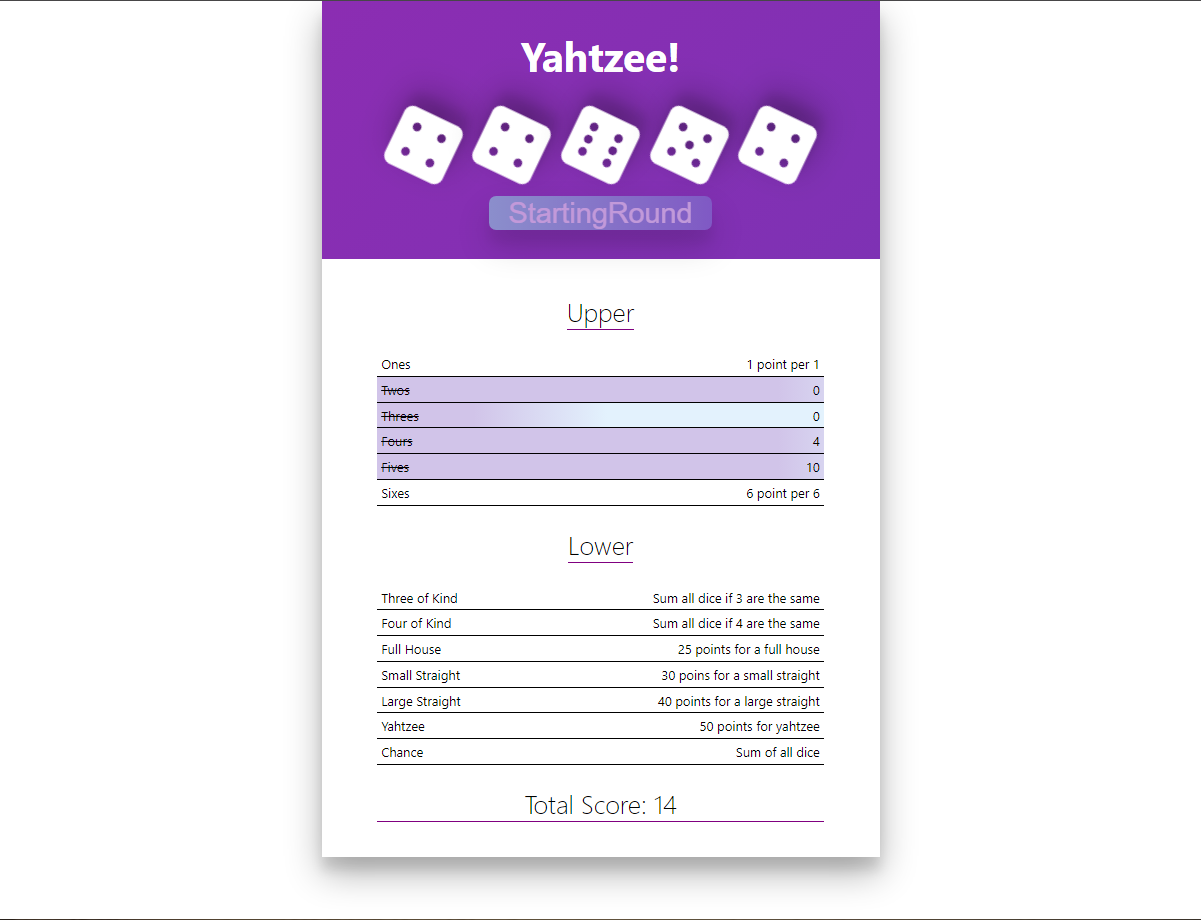 Yahtzee!
StartingRound
Upper
Ones 1 point per 1
Twos 0
Threes 0
Fours 4
Fives 10
Sixes 6 point per 6
Lower
Three of Kind Sum all dice if 3 are the same
Four of Kind Sum all dice if 4 are the same
Full House 25 points for a full house
Small Straight 30 poins for a small straight
Large Straight 40 points for a large straight
Yahtzee 50 points for yahtzee
Chance Sum of all dice
Total Score: 14